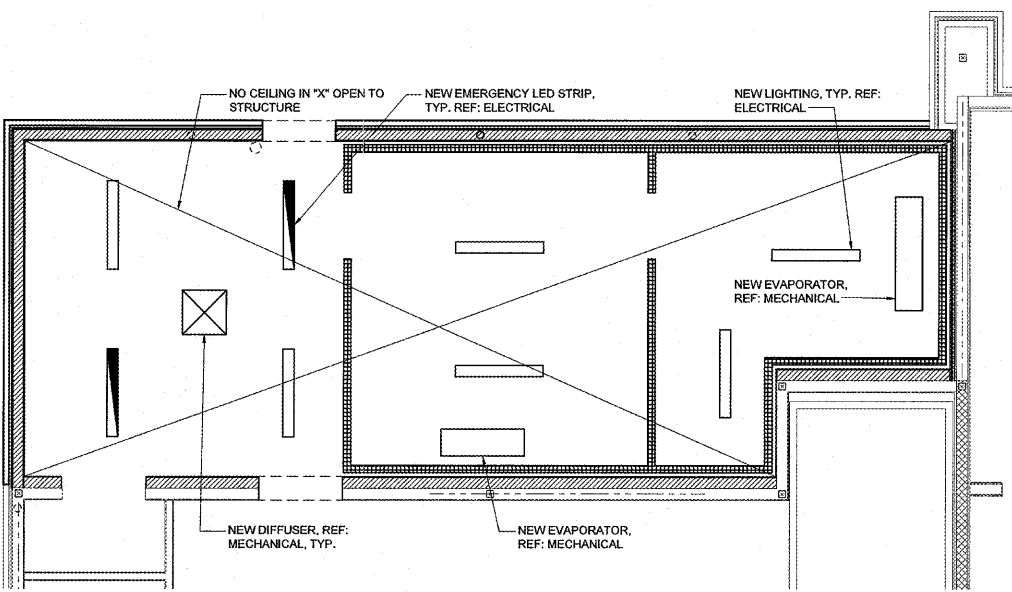 NO CEILING IN "X" OPEN TO
STRUCTURE
NEW EMERGENCY LED STRIP,
TYP. REF: ELECTRICAL
NEW LIGHTING, TYP. REF:
ELECTRICAL
NEW EVAPORATOR,
REF: MECHANICAL
NEW DIFFUSER, REF:
MECHANICAL, TYP.
NEW EVAPORATOR,
REF: MECHANICAL